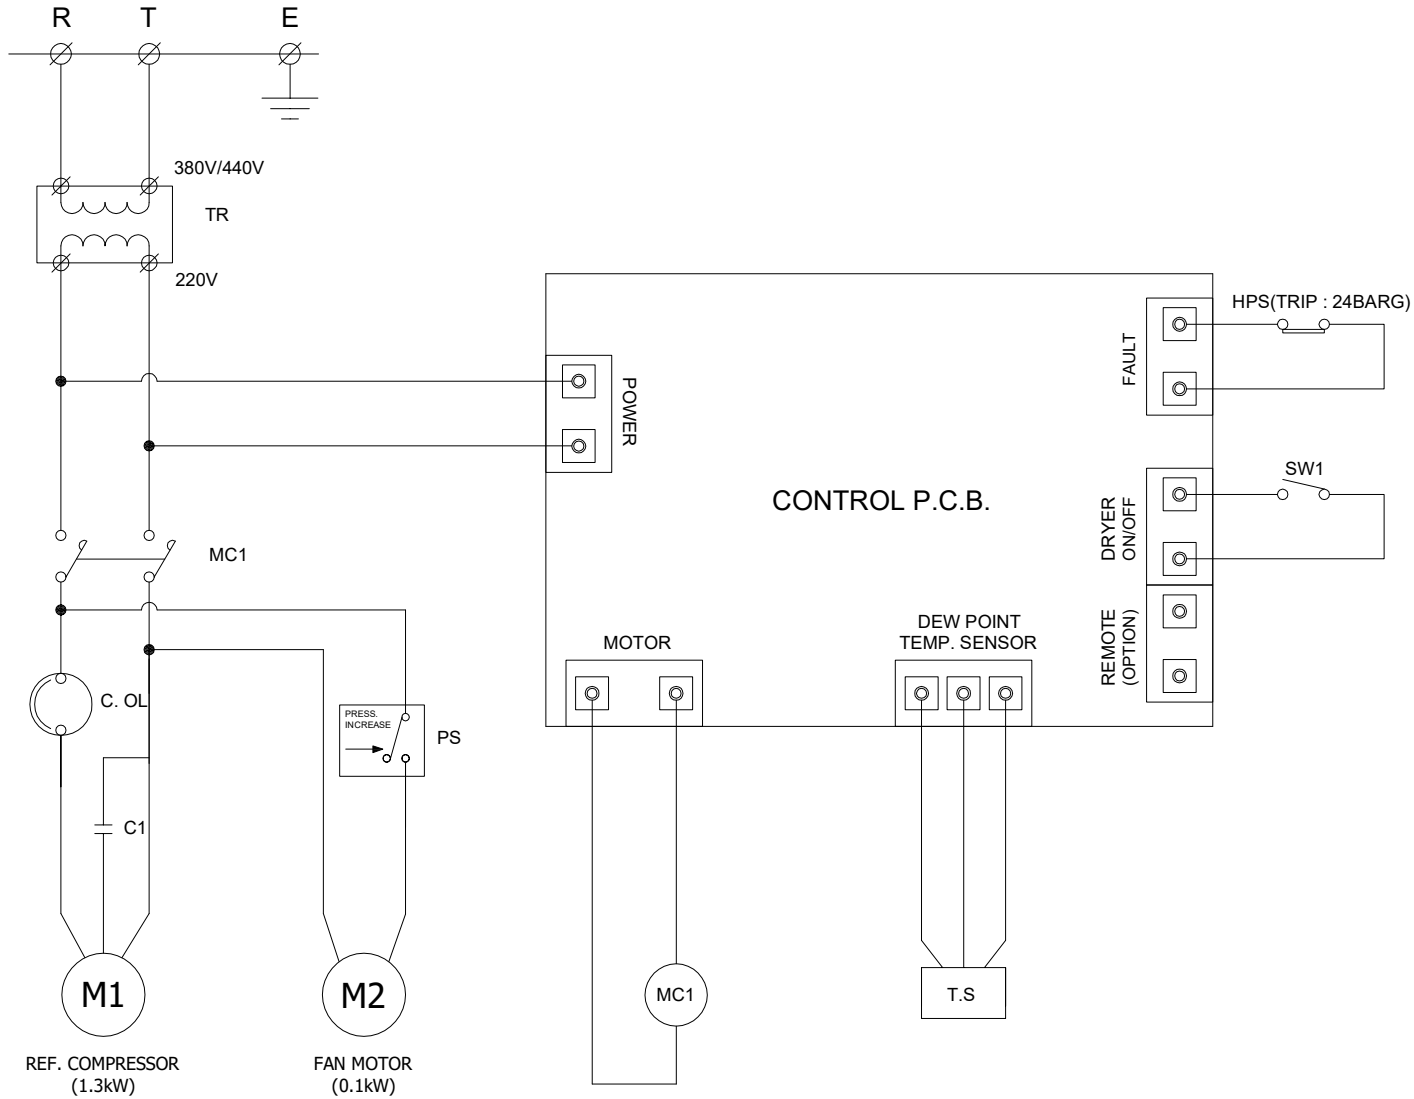 R
T
E
380V/440V
TR
220V
HPS(TRIP : 24BARG)
FAULT
POWER
SW1
CONTROL P.C.B.
DRYER
ON/OFF
MC1
DEW POINT
TEMP. SENSOR
REMOTE
(OPTION)
MOTOR
C. OL
PRESS.
INCREASE
PS
C1
M1
M2
MC1
T.S
REF. COMPRESSOR
(1.3kW)
FAN MOTOR
(0.1kW)